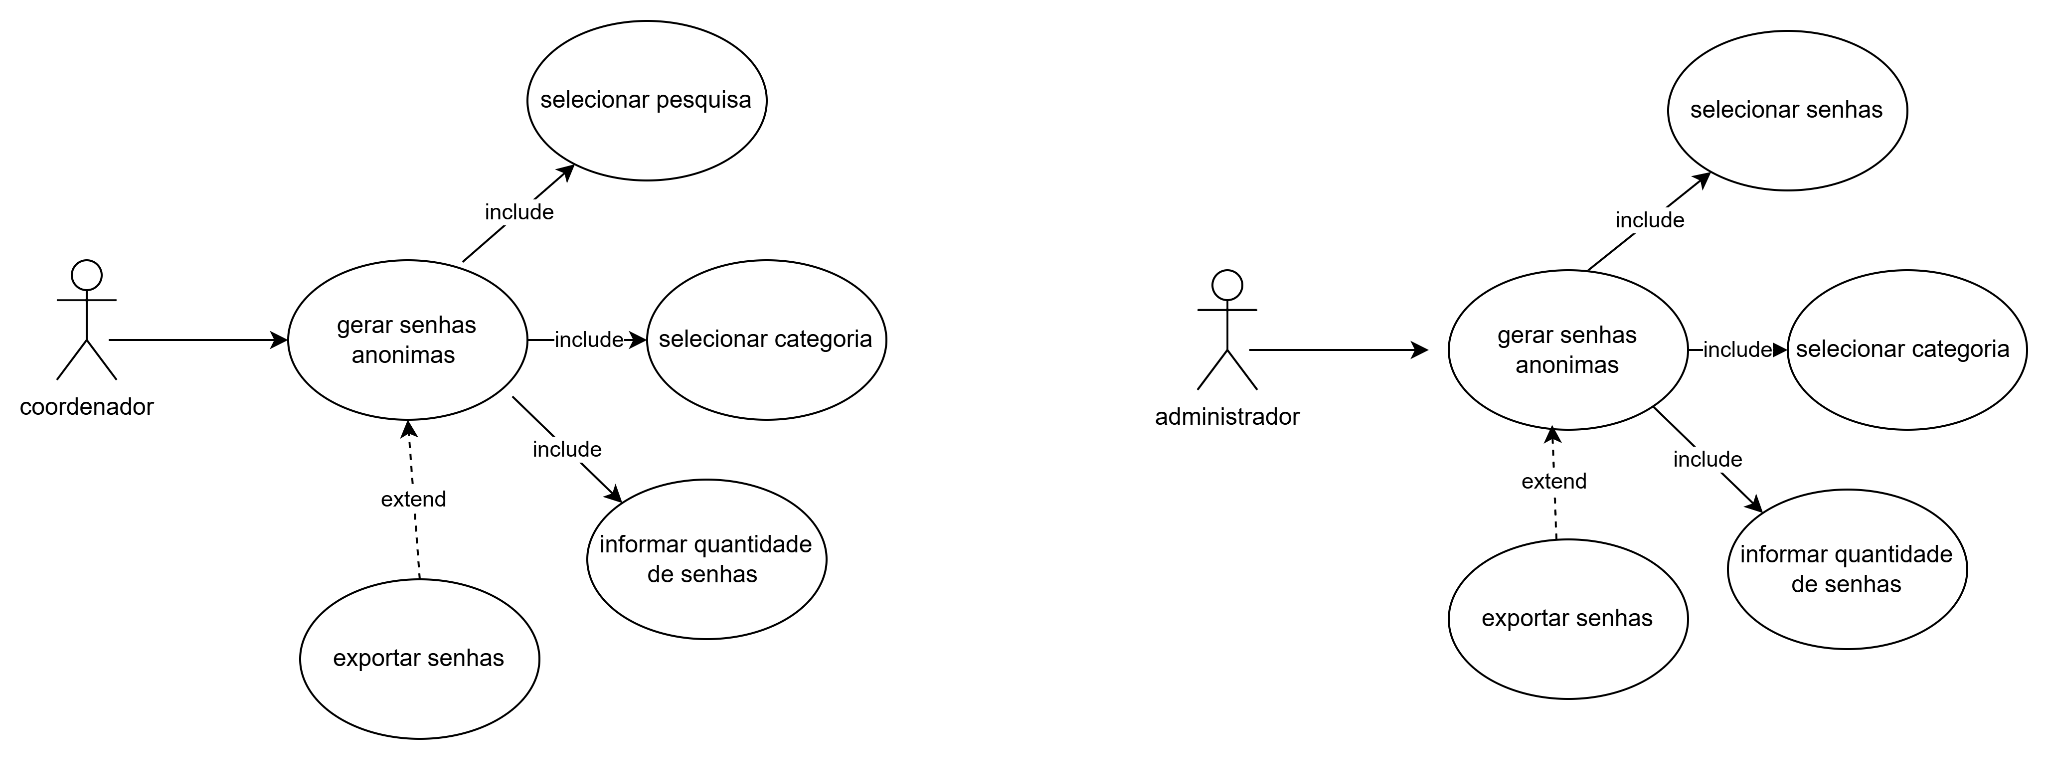 selecionar pesquisa
include
coordenador
gerar senhas
anonimas
include
selecionar categoria
include
extend
informar quantidade
de senhas
exportar senhas
selecionar senhas
include
administrador
gerar senhas
anonimas
include
selecionar categoria
include
extend
informar quantidade
de senhas
exportar senhas